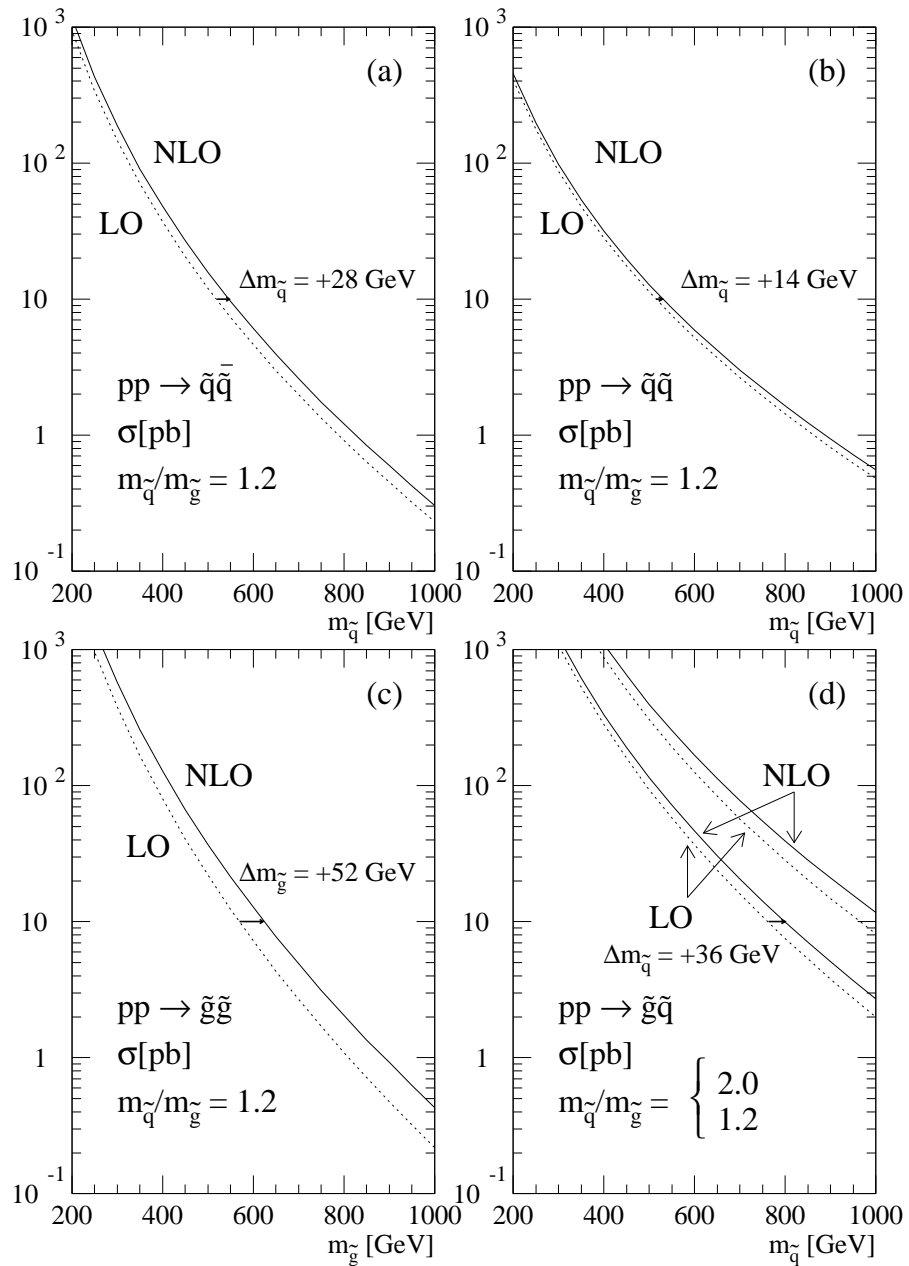 10 3
(a)
10 2
NLO
LO
Δm_q̃ = +28 GeV
10
pp → q̃q̃̄
1
σ[pb]
m_q̃/m_g̃ = 1.2
10 -1
200 400 600 800 1000
m_q̃ [GeV]
10 3
(b)
10 2
NLO
LO
Δm_q̃ = +14 GeV
10
pp → q̃q̃
1
σ[pb]
m_q̃/m_g̃ = 1.2
10 -1
200 400 600 800 1000
m_q̃ [GeV]
10 3
(c)
10 2
NLO
LO
Δm_g̃ = +52 GeV
10
pp → g̃g̃
1
σ[pb]
m_q̃/m_g̃ = 1.2
10 -1
200 400 600 800 1000
m_g̃ [GeV]
10 3
(d)
10 2
NLO
LO
10
Δm_q̃ = +36 GeV
pp → g̃q̃
1
σ[pb]
m_q̃/m_g̃ = { 2.0
1.2
10 -1
200 400 600 800 1000
m_q̃ [GeV]